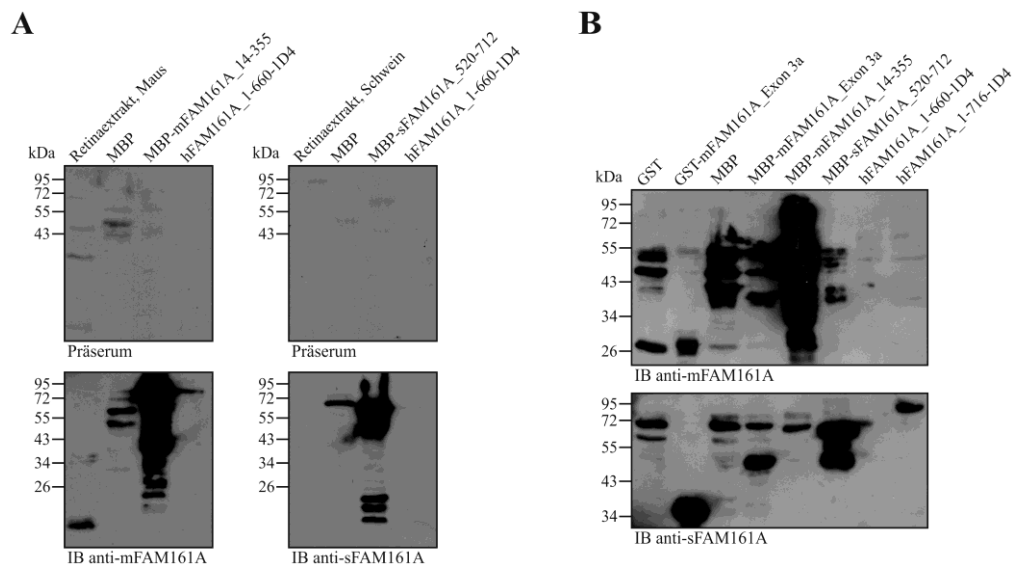 A
Retinaextrakt, Maus
MBP
MBP-mFAM161A_14-355
hFAM161A_1-660-1D4
kDa
95
72
55
43
Präserum
95
72
55
43
34
26
IB anti-mFAM161A
Retinaextrakt, Schwein
MBP
MBP-sFAM161A_520-712
hFAM161A_1-660-1D4
kDa
95
72
55
43
Präserum
95
72
55
43
34
26
IB anti-sFAM161A
B
GST
GST-mFAM161A_Exon 3a
MBP
MBP-mFAM161A_Exon 3a
MBP-mFAM161A_14-355
MBP-sFAM161A_520-712
hFAM161A_1-660-1D4
hFAM161A_1-716-1D4
kDa
95
72
55
43
34
26
IB anti-mFAM161A
95
72
55
43
34
IB anti-sFAM161A